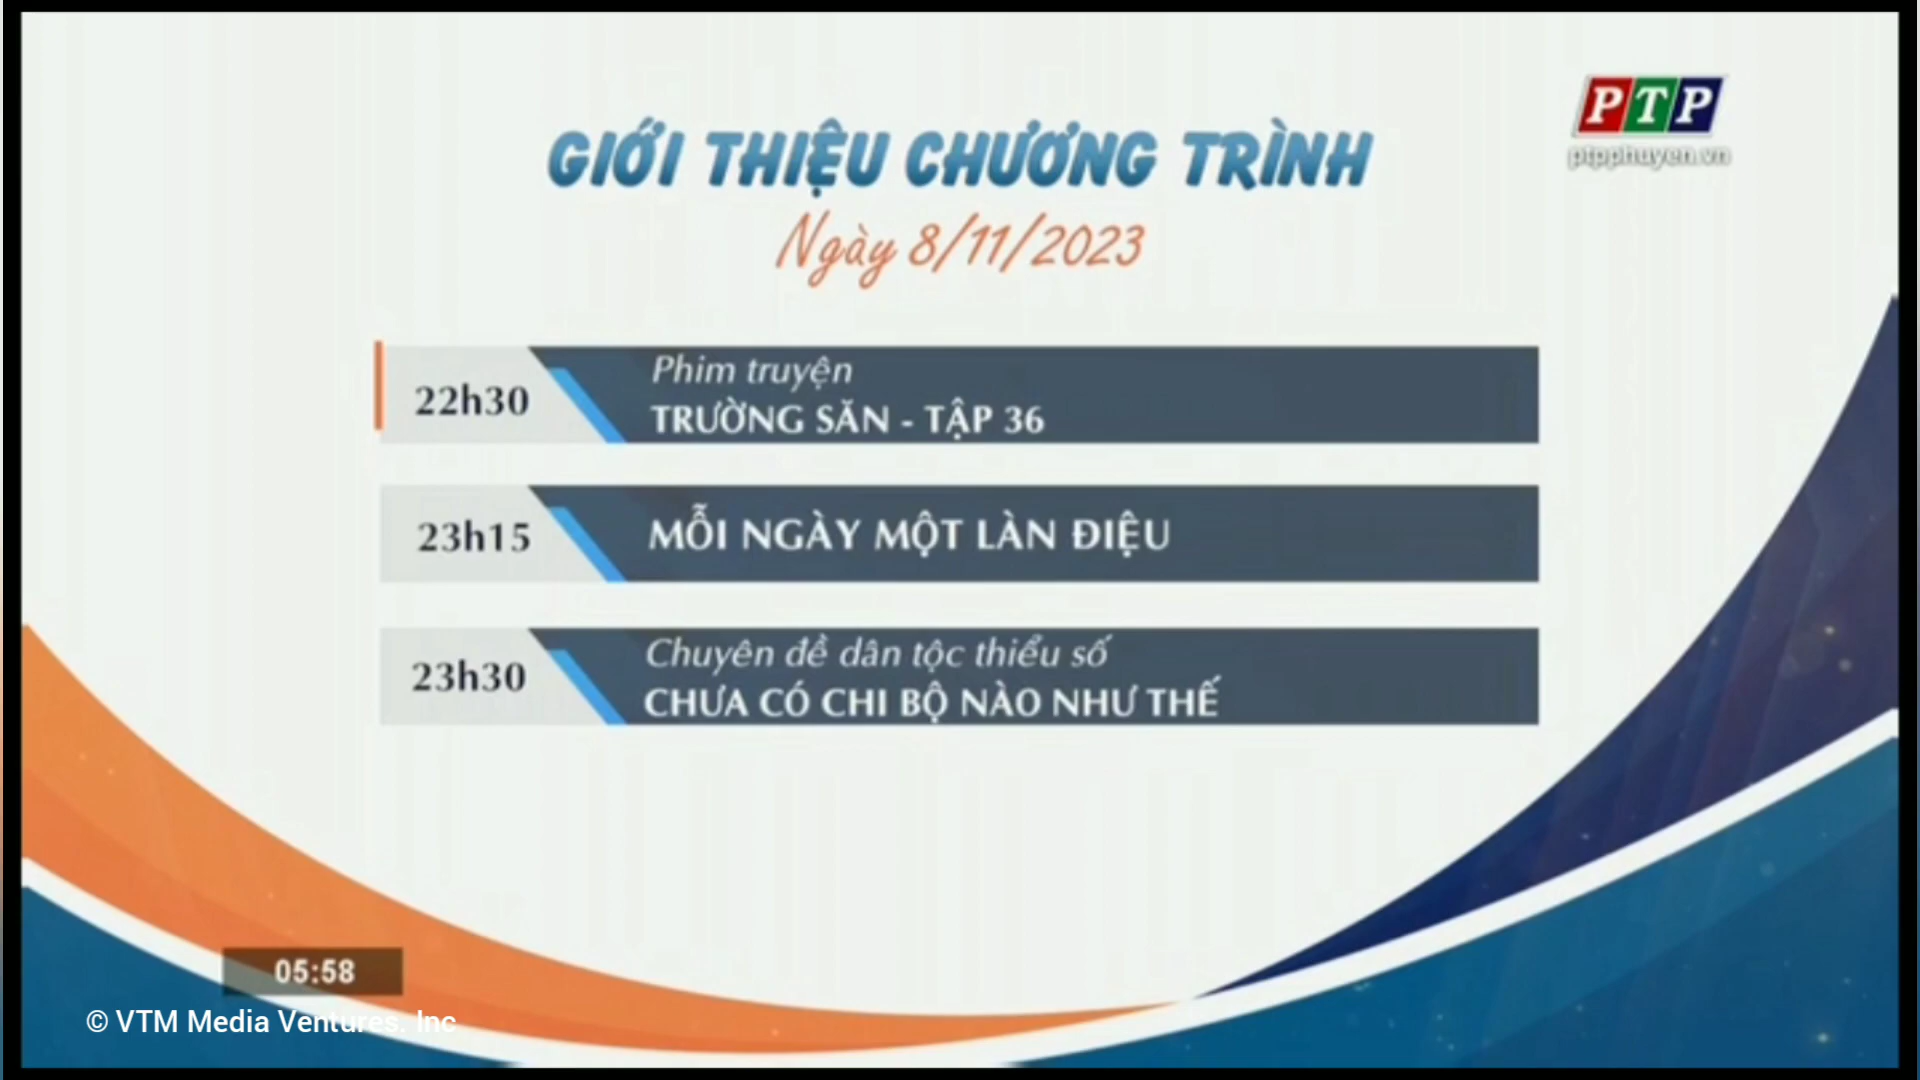 PTP
ptpphuyen.vn
GIỚI THIỆU CHƯƠNG TRÌNH
Ngày 8/11/2023
22h30
Phim truyện
TRƯỜNG SĂN - TẬP 36
23h15
MỖI NGÀY MỘT LÀN ĐIỆU
23h30
Chuyên đề dân tộc thiểu số
CHƯA CÓ CHI BỘ NÀO NHƯ THẾ
05:58
© VTM Media Ventures. Inc